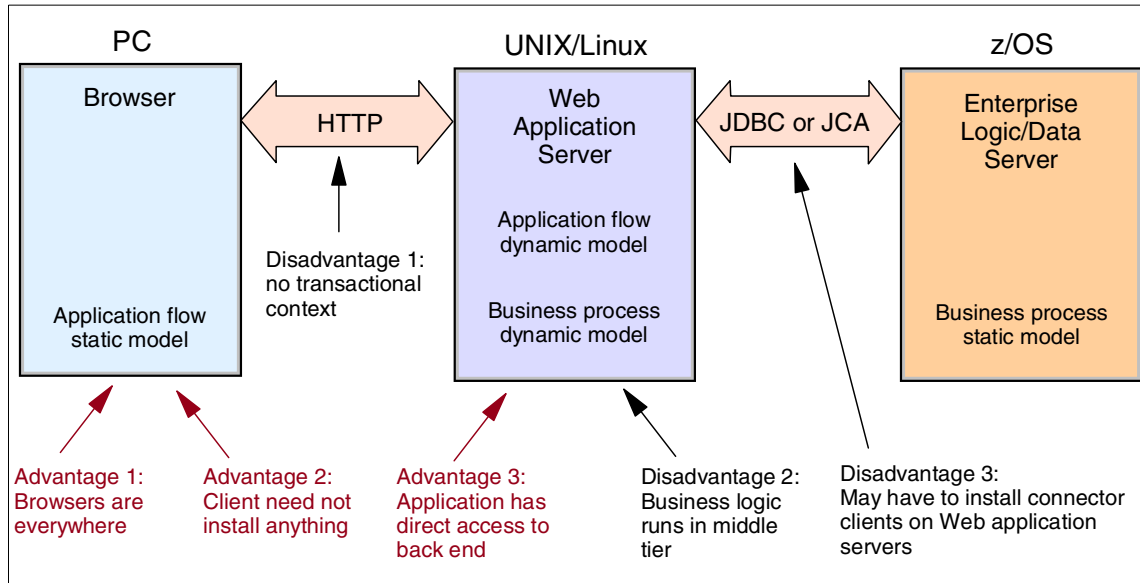 PC
UNIX/Linux
z/OS
Browser
Application flow
static model
HTTP
Web
Application
Server
Application flow
dynamic model
Business process
dynamic model
JDBC or JCA
Enterprise
Logic/Data
Server
Business process
static model
Disadvantage 1:
no transactional
context
Advantage 1:
Browsers are
everywhere
Advantage 2:
Client need not
install anything
Advantage 3:
Application has
direct access to
back end
Disadvantage 2:
Business logic
runs in middle
tier
Disadvantage 3:
May have to install connector
clients on Web application
servers